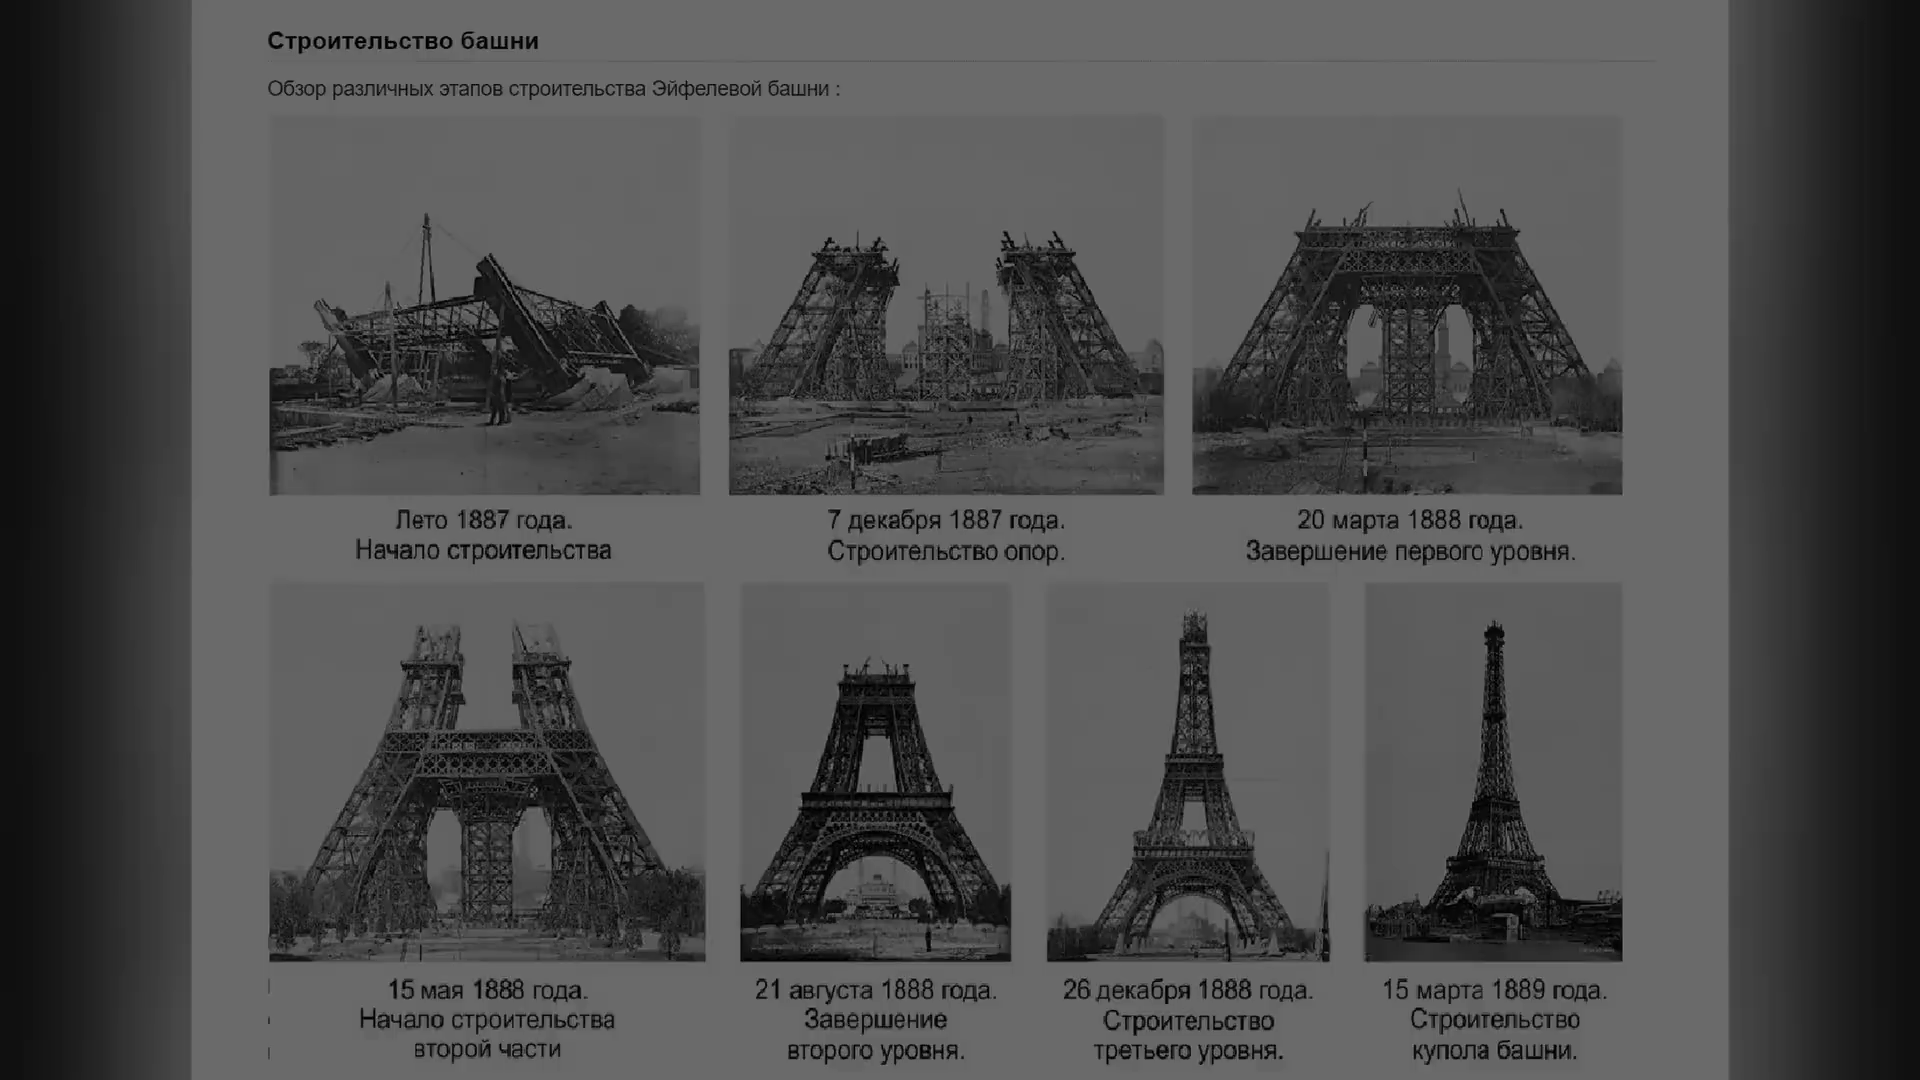 Строительство башни
Обзор различных этапов строительства Эйфелевой башни :
Лето 1887 года.
Начало строительства
7 декабря 1887 года.
Строительство опор.
20 марта 1888 года.
Завершение первого уровня.
15 мая 1888 года.
Начало строительства
второй части
21 августа 1888 года.
Завершение
второго уровня.
26 декабря 1888 года.
Строительство
третьего уровня.
15 марта 1889 года.
Строительство
купола башни.